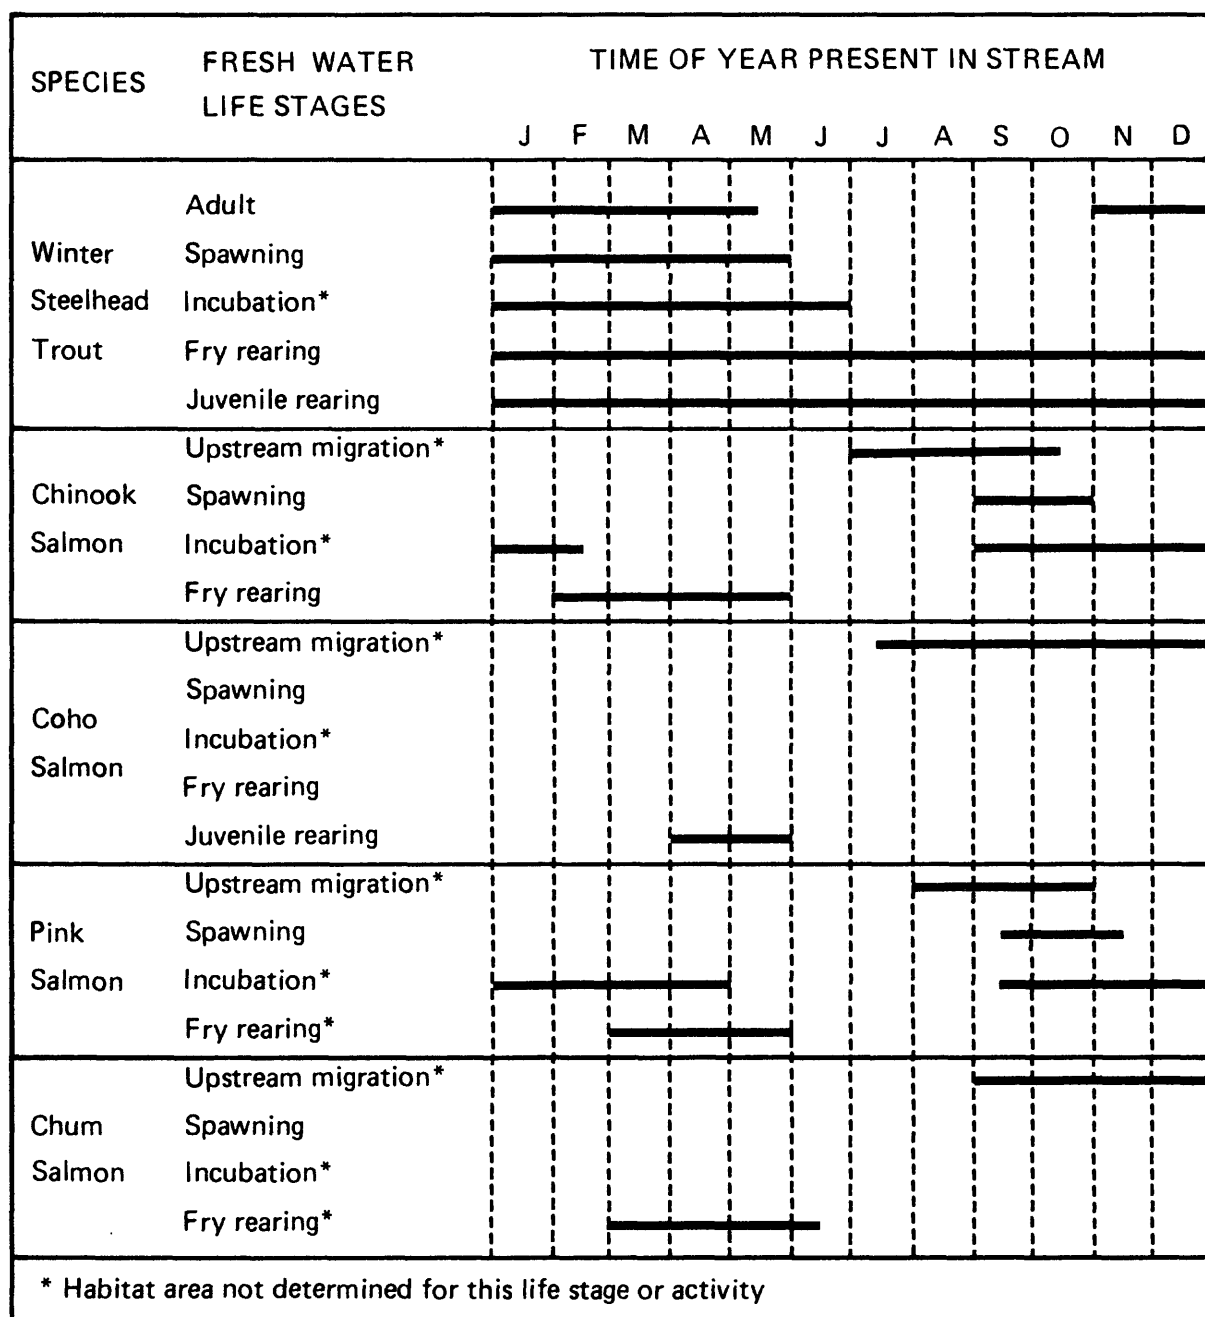 SPECIES FRESH WATER LIFE STAGES TIME OF YEAR PRESENT IN STREAM
J F M A M J J A S O N D
Adult
Winter Spawning
Steelhead Incubation*
Trout Fry rearing
Juvenile rearing
Upstream migration*
Chinook Spawning
Salmon Incubation*
Fry rearing
Upstream migration*
Spawning
Coho
Incubation*
Salmon
Fry rearing
Juvenile rearing
Upstream migration*
Pink Spawning
Salmon Incubation*
Fry rearing*
Upstream migration*
Chum Spawning
Salmon Incubation*
Fry rearing*
* Habitat area not determined for this life stage or activity